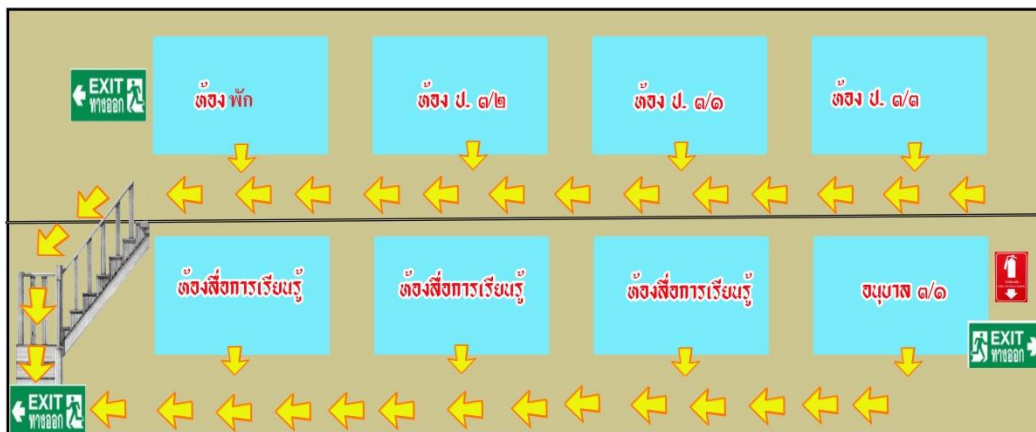 EXIT
ทางออก
ห้อง พัก
ห้อง ป. ๓/๒
ห้อง ป. ๓/๑
ห้อง ป. ๓/๓
ห้องสื่อการเรียนรู้
ห้องสื่อการเรียนรู้
ห้องสื่อการเรียนรู้
อนุบาล ๓/๑
EXIT
ทางออก
EXIT
ทางออก